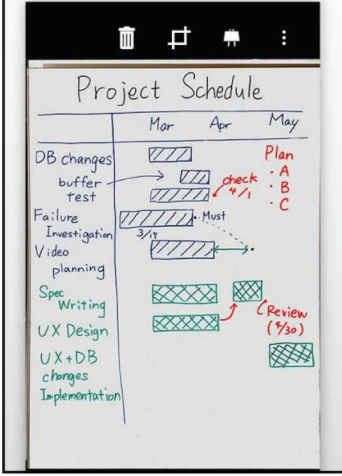 Project Schedule
Mar Apr May
DB changes
buffer
test
Plan
· A
· B
· C
check
4/1
Failure
Investigation
Must
3/14
Video
planning
Spec
Writing
Review
(4/30)
UX Design
UX+DB
changes
Implementation